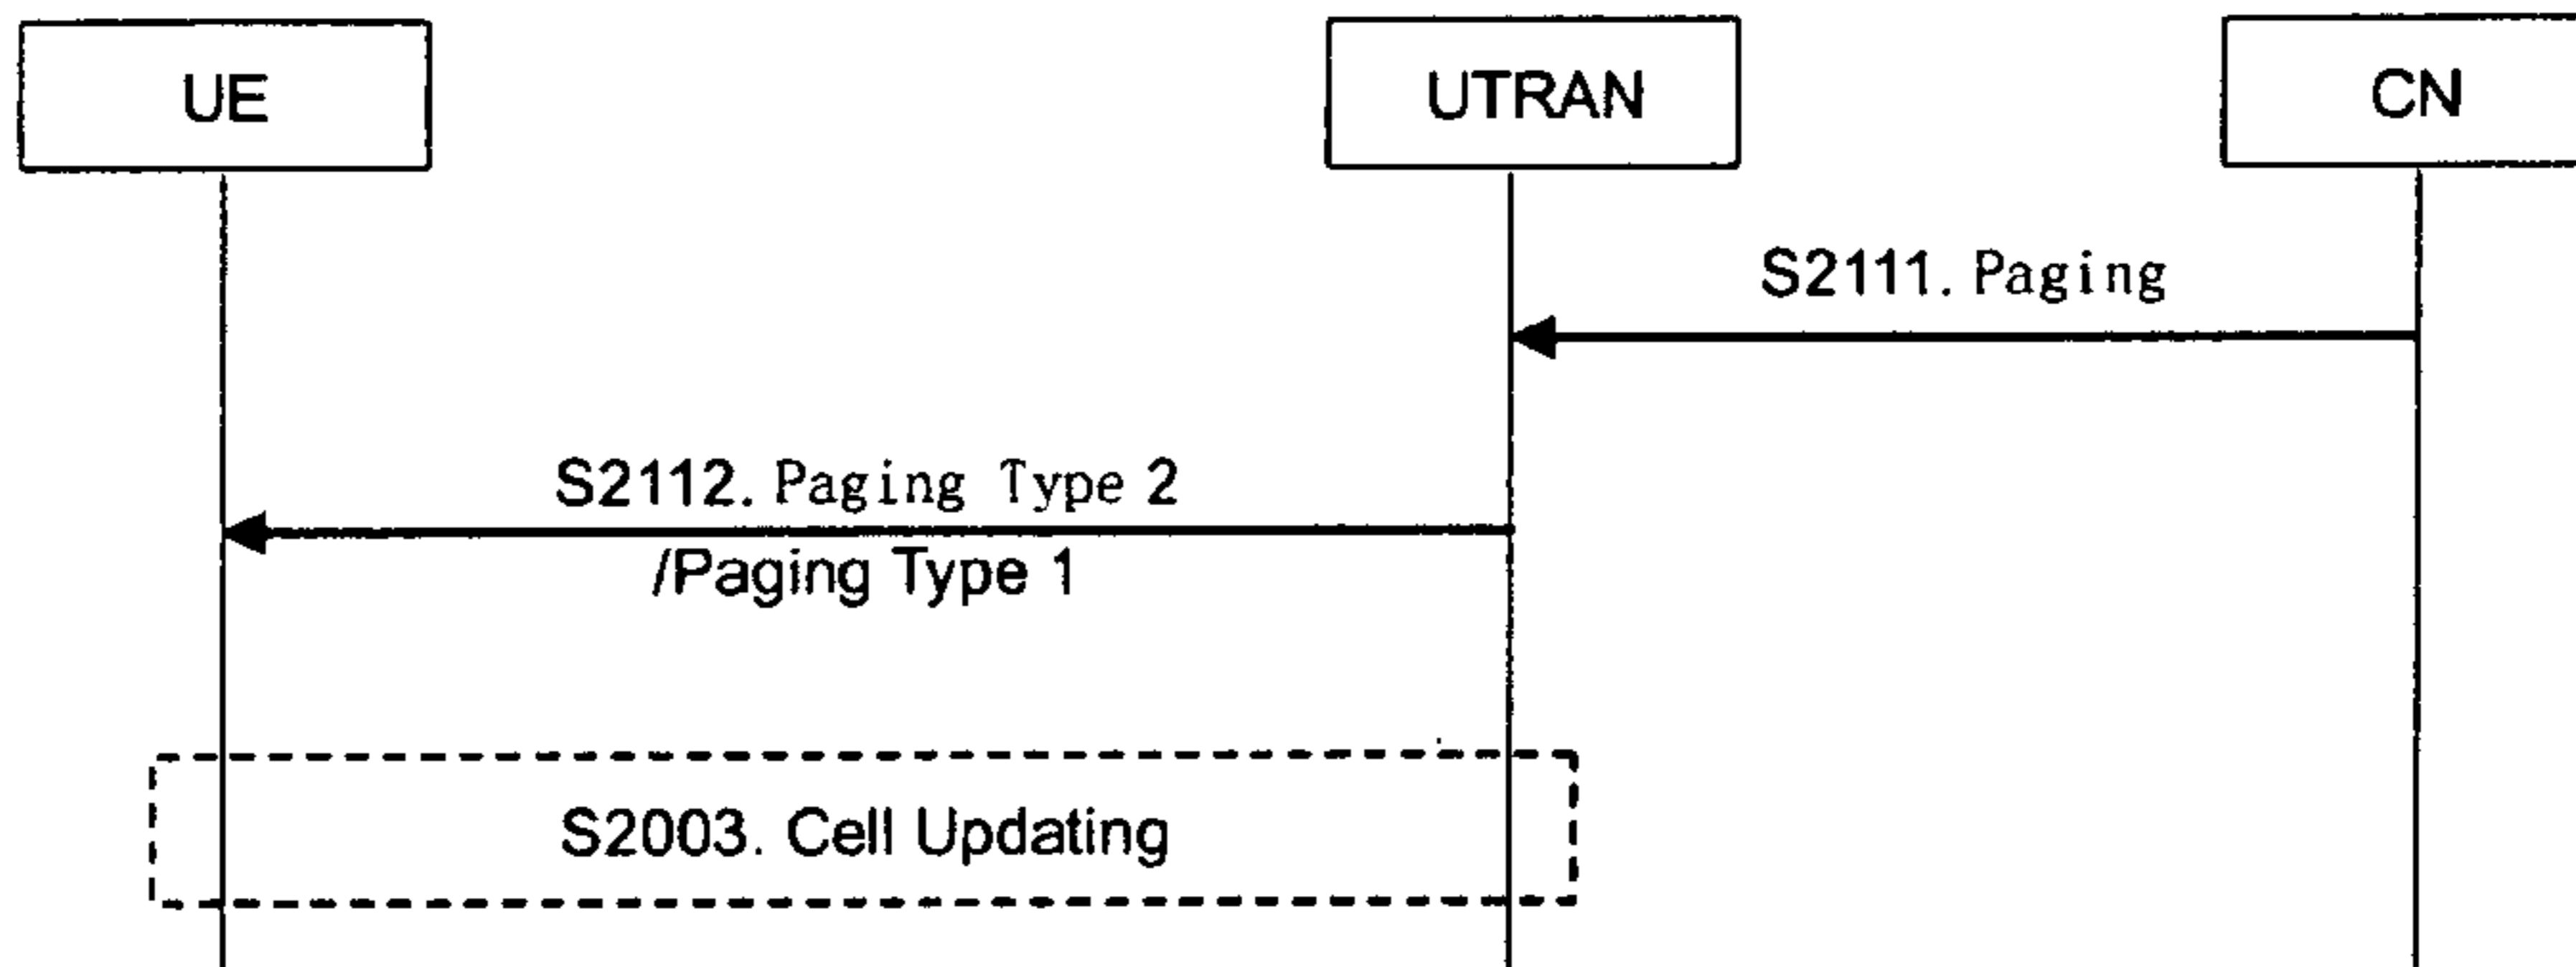 UE
UTRAN
CN
S2111. Paging
S2112. Paging Type 2
/Paging Type 1
S2003. Cell Updating